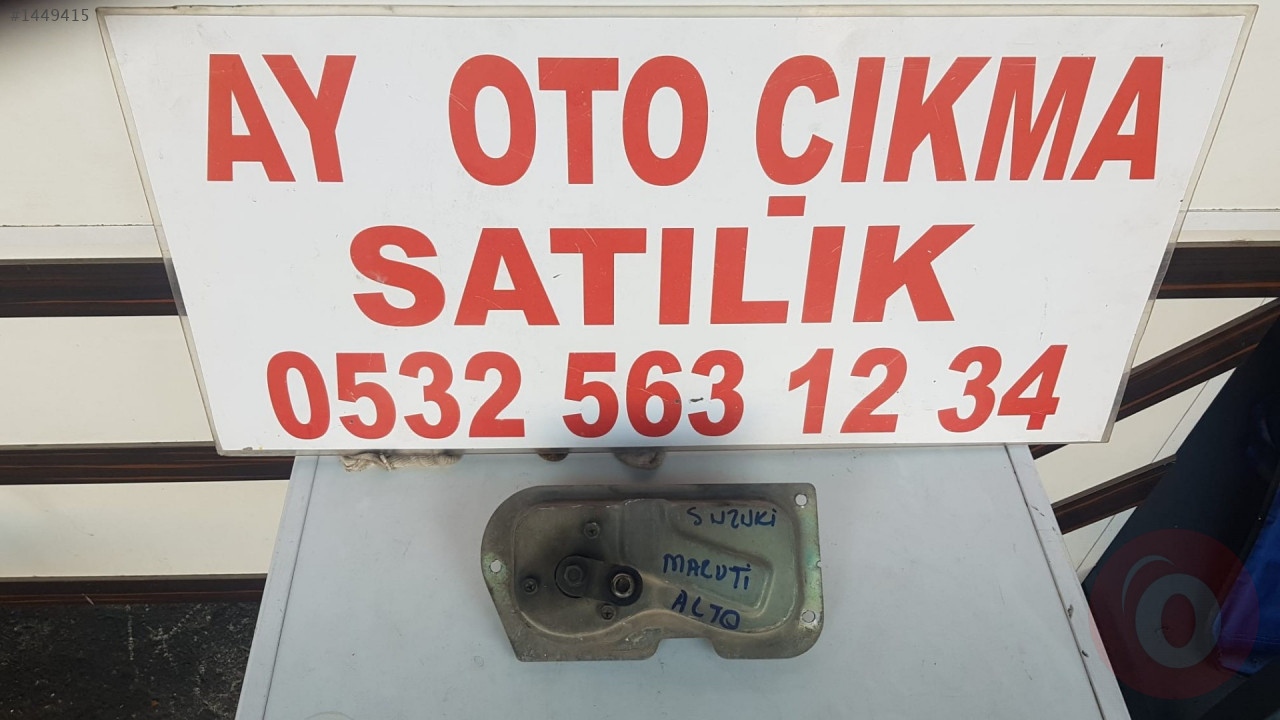 #1449415
AY OTO ÇIKMA
SATILIK
0532 563 12 34
SUZUKİ
MARUTİ
ALTO